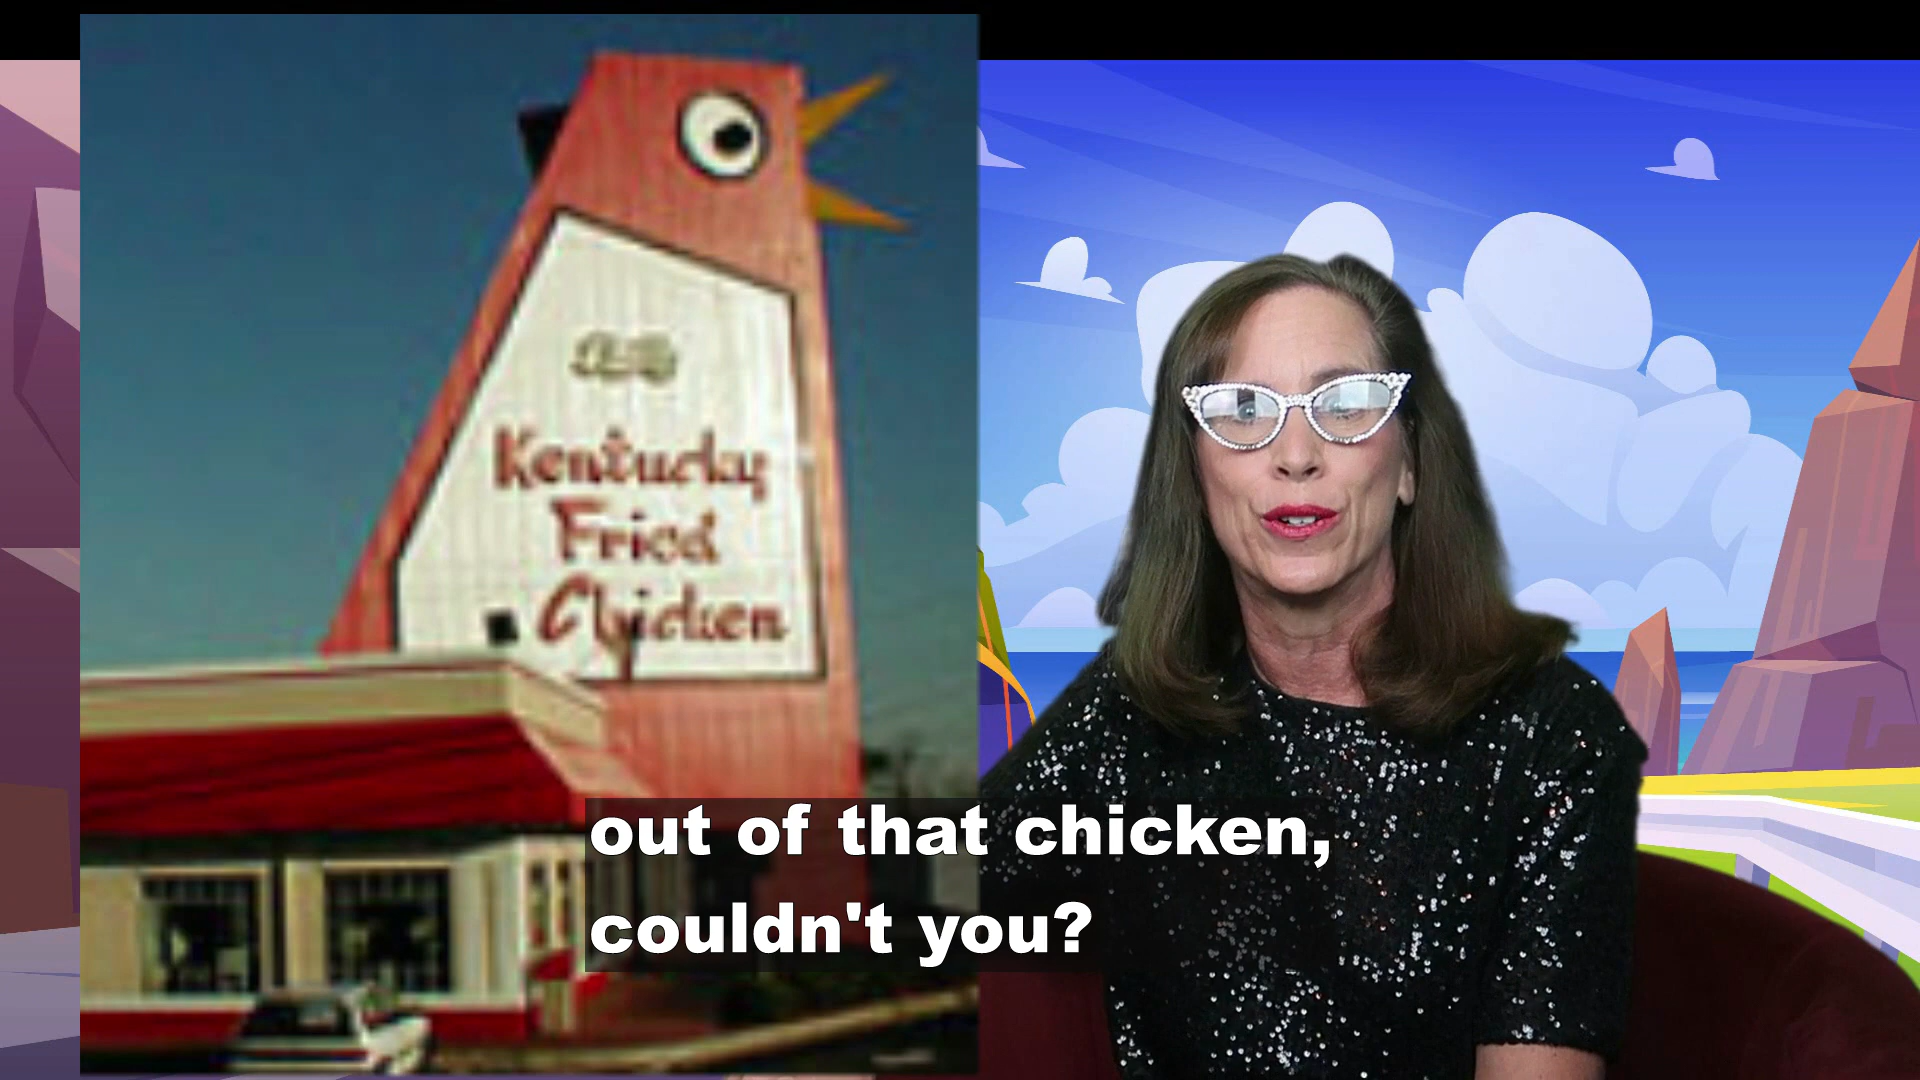 Kentucky
Fried
Chicken
out of that chicken,
couldn't you?